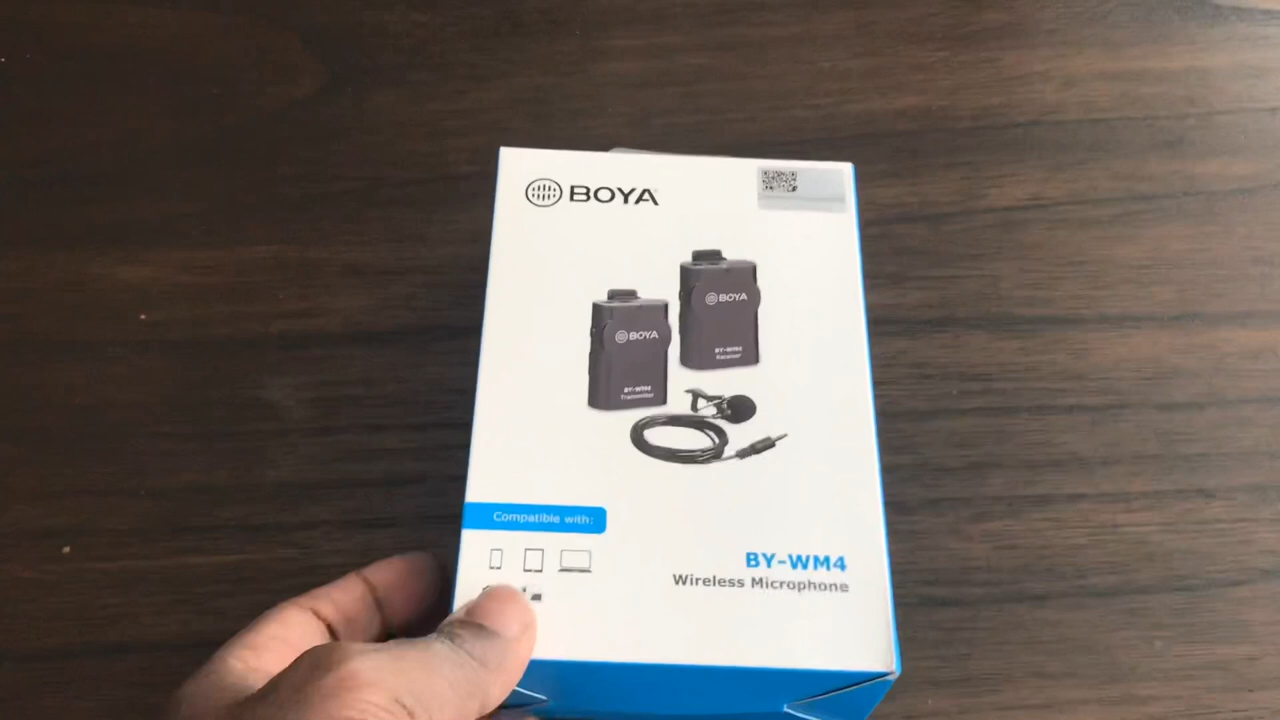 BOYA
BOYA
BY-WM4
Receiver
BOYA
BY-WM4
Transmitter
Compatible with:
BY-WM4
Wireless Microphone